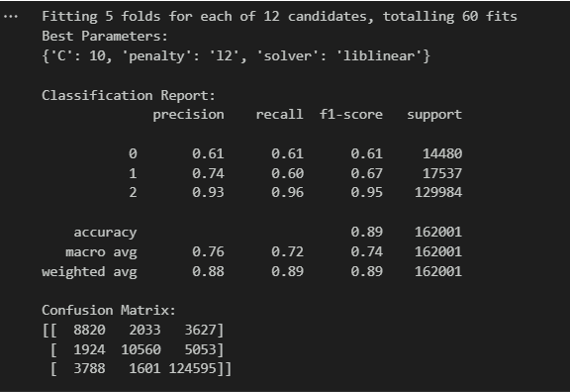 ... Fitting 5 folds for each of 12 candidates, totalling 60 fits
Best Parameters:
{'C': 10, 'penalty': 'l2', 'solver': 'liblinear'}
Classification Report:
precision recall f1-score support
0 0.61 0.61 0.61 14480
1 0.74 0.60 0.67 17537
2 0.93 0.96 0.95 129984
accuracy 0.89 162001
macro avg 0.76 0.72 0.74 162001
weighted avg 0.88 0.89 0.89 162001
Confusion Matrix:
[[ 8820 2033 3627]
[ 1924 10560 5053]
[ 3788 1601 124595]]